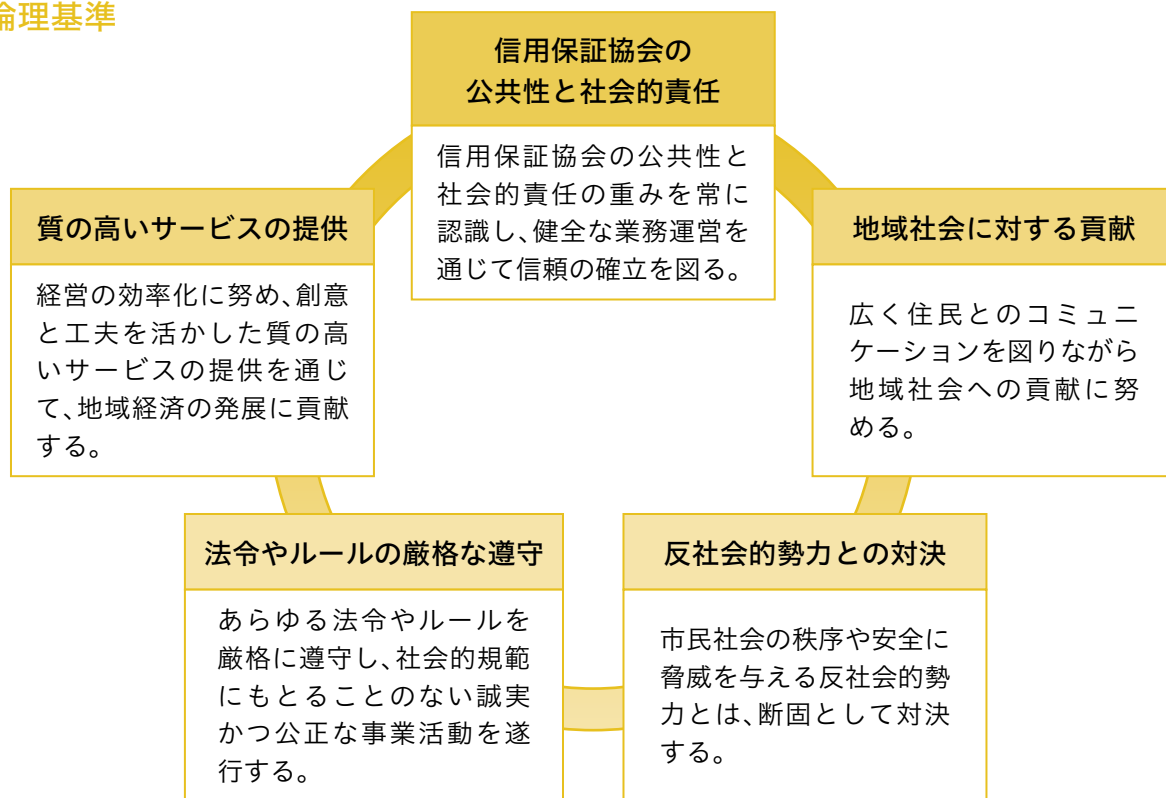 倫理基準
信用保証協会の
公共性と社会的責任
信用保証協会の公共性と
社会的責任の重みを常に
認識し、健全な業務運営を
通じて信頼の確立を図る。
質の高いサービスの提供
経営の効率化に努め、創意
と工夫を活かした質の高
いサービスの提供を通じ
て、地域経済の発展に貢献
する。
地域社会に対する貢献
広く住民とのコミュニ
ケーションを図りながら
地域社会への貢献に努
める。
法令やルールの厳格な遵守
あらゆる法令やルールを
厳格に遵守し、社会的規範
にもとることのない誠実
かつ公正な事業活動を遂
行する。
反社会的勢力との対決
市民社会の秩序や安全に
脅威を与える反社会的勢
力とは、断固として対決
する。